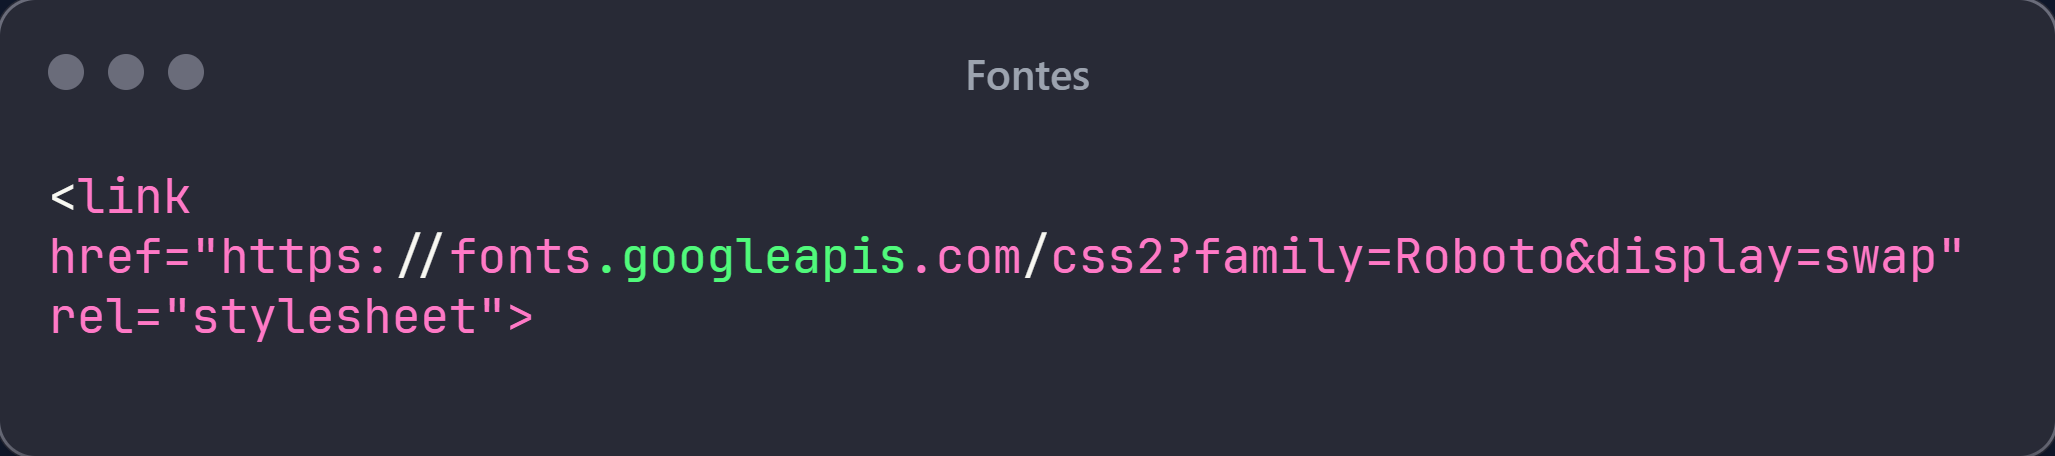 Fontes
<link
href="https://fonts.googleapis.com/css2?family=Roboto&display=swap"
rel="stylesheet">